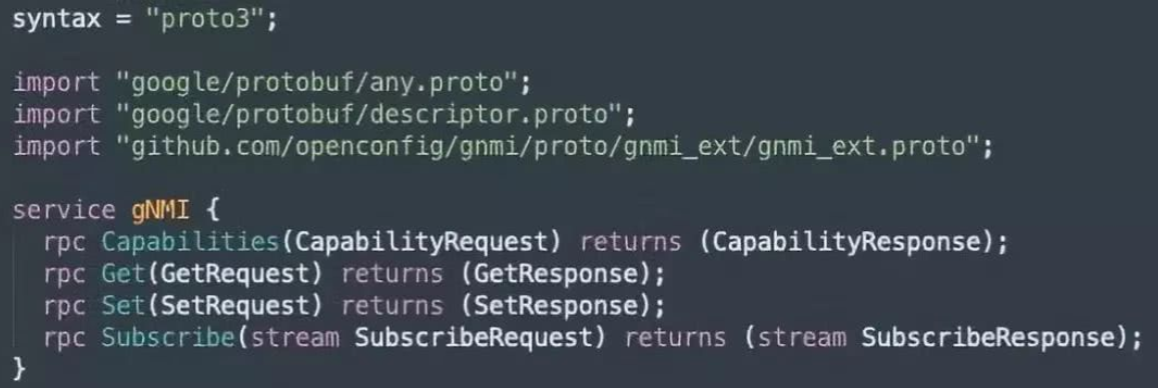 syntax = "proto3";
import "google/protobuf/any.proto";
import "google/protobuf/descriptor.proto";
import "github.com/openconfig/gnmi/proto/gnmi_ext/gnmi_ext.proto";
service gNMI {
rpc Capabilities(CapabilityRequest) returns (CapabilityResponse);
rpc Get(GetRequest) returns (GetResponse);
rpc Set(SetRequest) returns (SetResponse);
rpc Subscribe(stream SubscribeRequest) returns (stream SubscribeResponse);
}